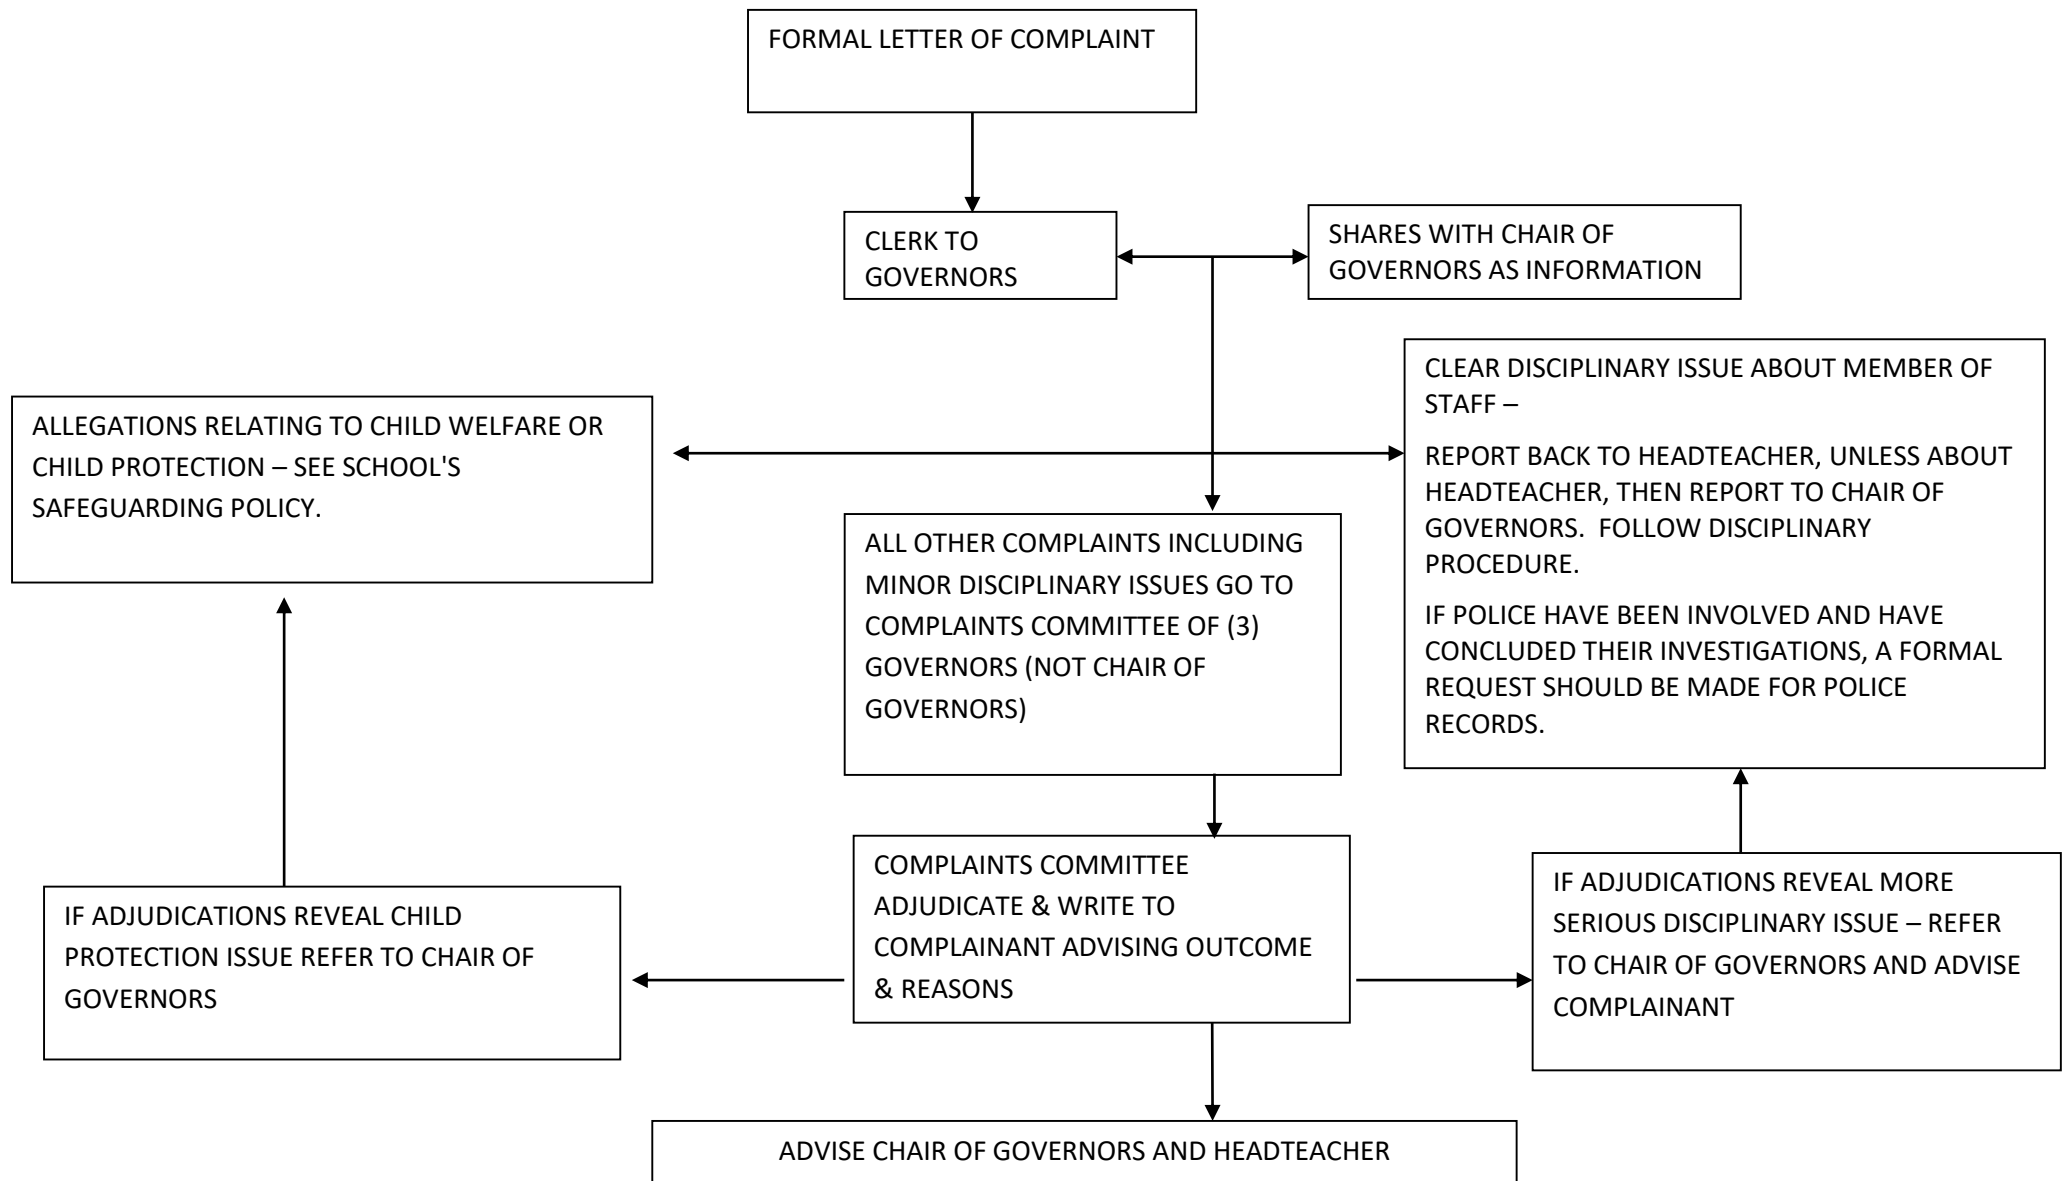 FORMAL LETTER OF COMPLAINT
CLERK TO
GOVERNORS
SHARES WITH CHAIR OF
GOVERNORS AS INFORMATION
ALLEGATIONS RELATING TO CHILD WELFARE OR
CHILD PROTECTION – SEE SCHOOL'S
SAFEGUARDING POLICY.
CLEAR DISCIPLINARY ISSUE ABOUT MEMBER OF
STAFF –
REPORT BACK TO HEADTEACHER, UNLESS ABOUT
HEADTEACHER, THEN REPORT TO CHAIR OF
GOVERNORS.  FOLLOW DISCIPLINARY
PROCEDURE.
IF POLICE HAVE BEEN INVOLVED AND HAVE
CONCLUDED THEIR INVESTIGATIONS, A FORMAL
REQUEST SHOULD BE MADE FOR POLICE
RECORDS.
ALL OTHER COMPLAINTS INCLUDING
MINOR DISCIPLINARY ISSUES GO TO
COMPLAINTS COMMITTEE OF (3)
GOVERNORS (NOT CHAIR OF
GOVERNORS)
IF ADJUDICATIONS REVEAL CHILD
PROTECTION ISSUE REFER TO CHAIR OF
GOVERNORS
COMPLAINTS COMMITTEE
ADJUDICATE & WRITE TO
COMPLAINANT ADVISING OUTCOME
& REASONS
IF ADJUDICATIONS REVEAL MORE
SERIOUS DISCIPLINARY ISSUE – REFER
TO CHAIR OF GOVERNORS AND ADVISE
COMPLAINANT
ADVISE CHAIR OF GOVERNORS AND HEADTEACHER